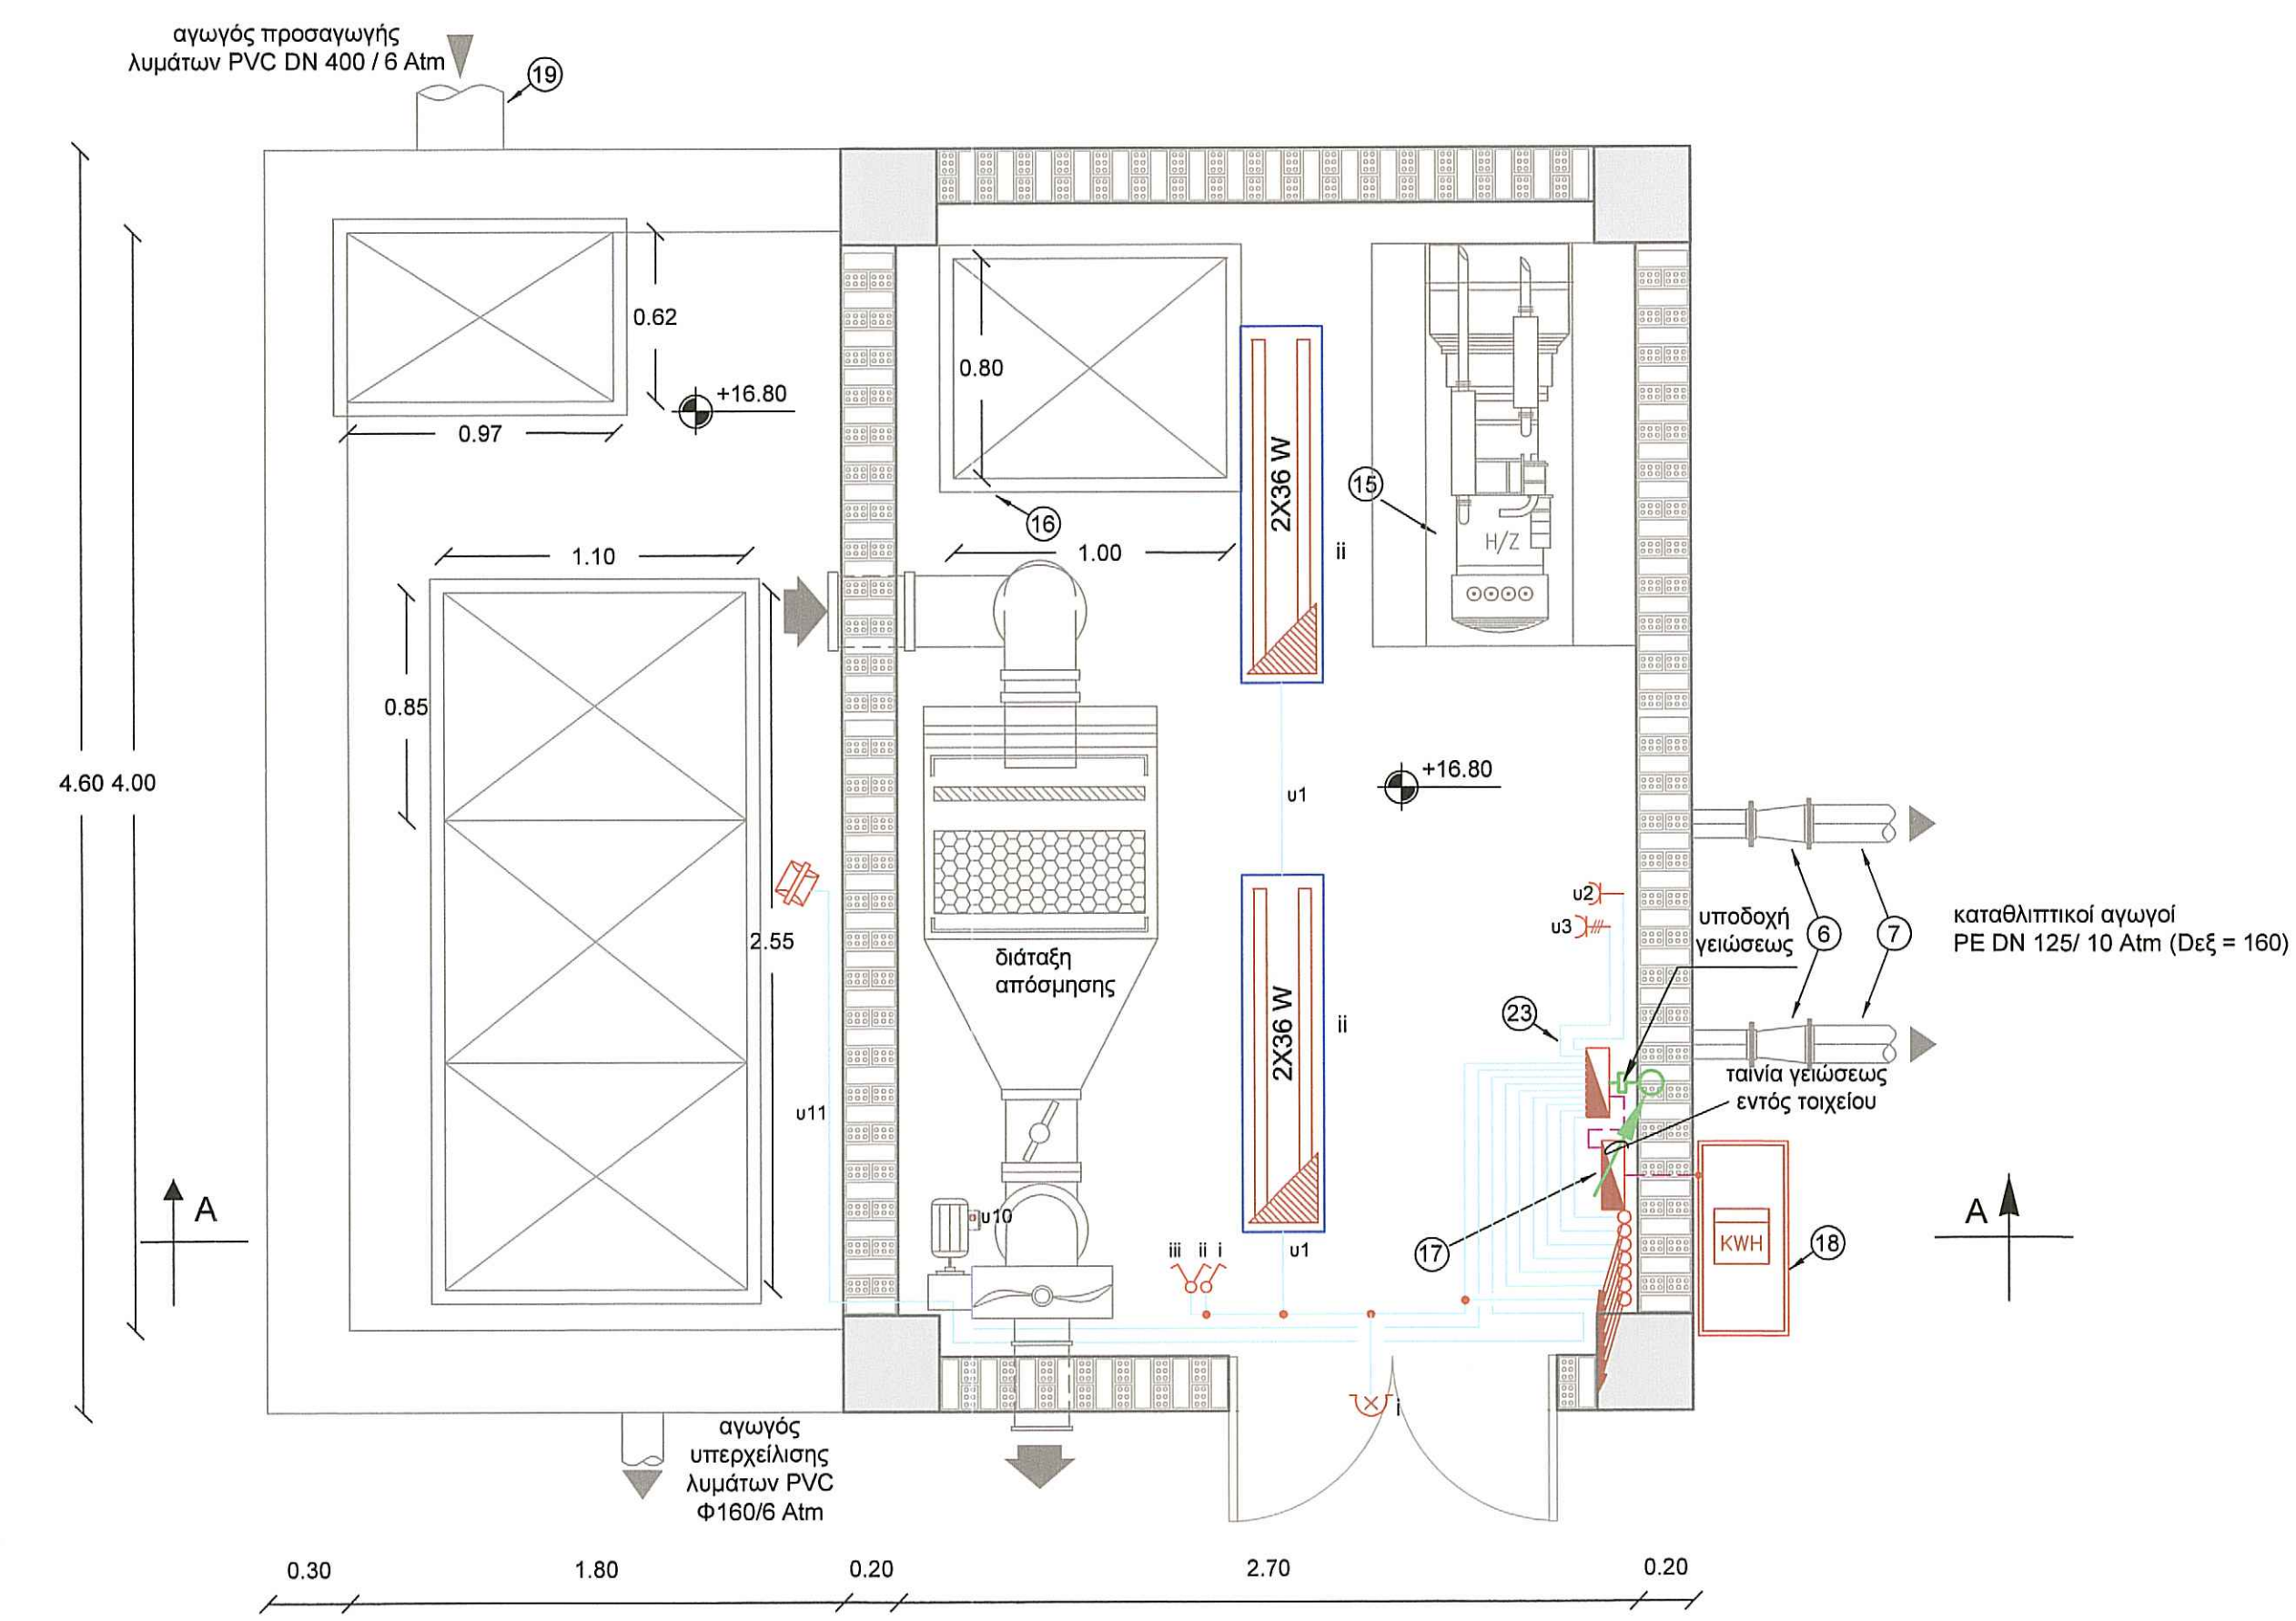 αγωγός προσαγωγής
λυμάτων PVC DN 400 / 6 Atm
19
0.62
0.97
+16.80
0.80
16
1.00
2X36 W
ii
15
H/Z
1.10
0.85
2.55
4.60
4.00
υ1
+16.80
υ2
υ3
υποδοχή
γειώσεως
6
7
καταθλιπτικοί αγωγοί
PE DN 125/ 10 Atm (Dεξ = 160)
διάταξη
απόσμησης
2X36 W
ii
23
ταινία γειώσεως
εντός τοιχείου
υ11
υ10
A
A
iii
ii
i
υ1
17
KWH
18
i
αγωγός
υπερχείλισης
λυμάτων PVC
Φ160/6 Atm
0.30
1.80
0.20
2.70
0.20